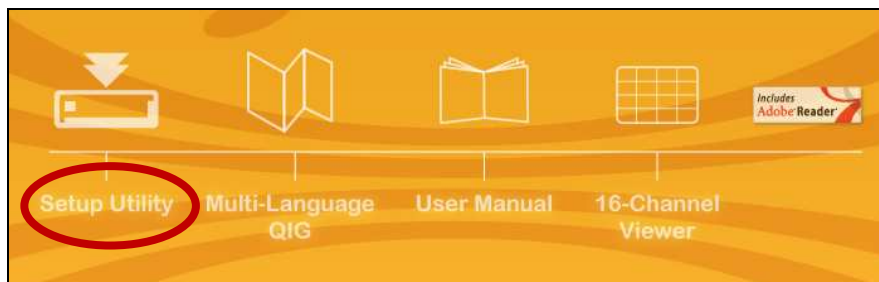 Includes
Adobe Reader
Setup Utility
Multi-Language
QIG
User Manual
16-Channel
Viewer